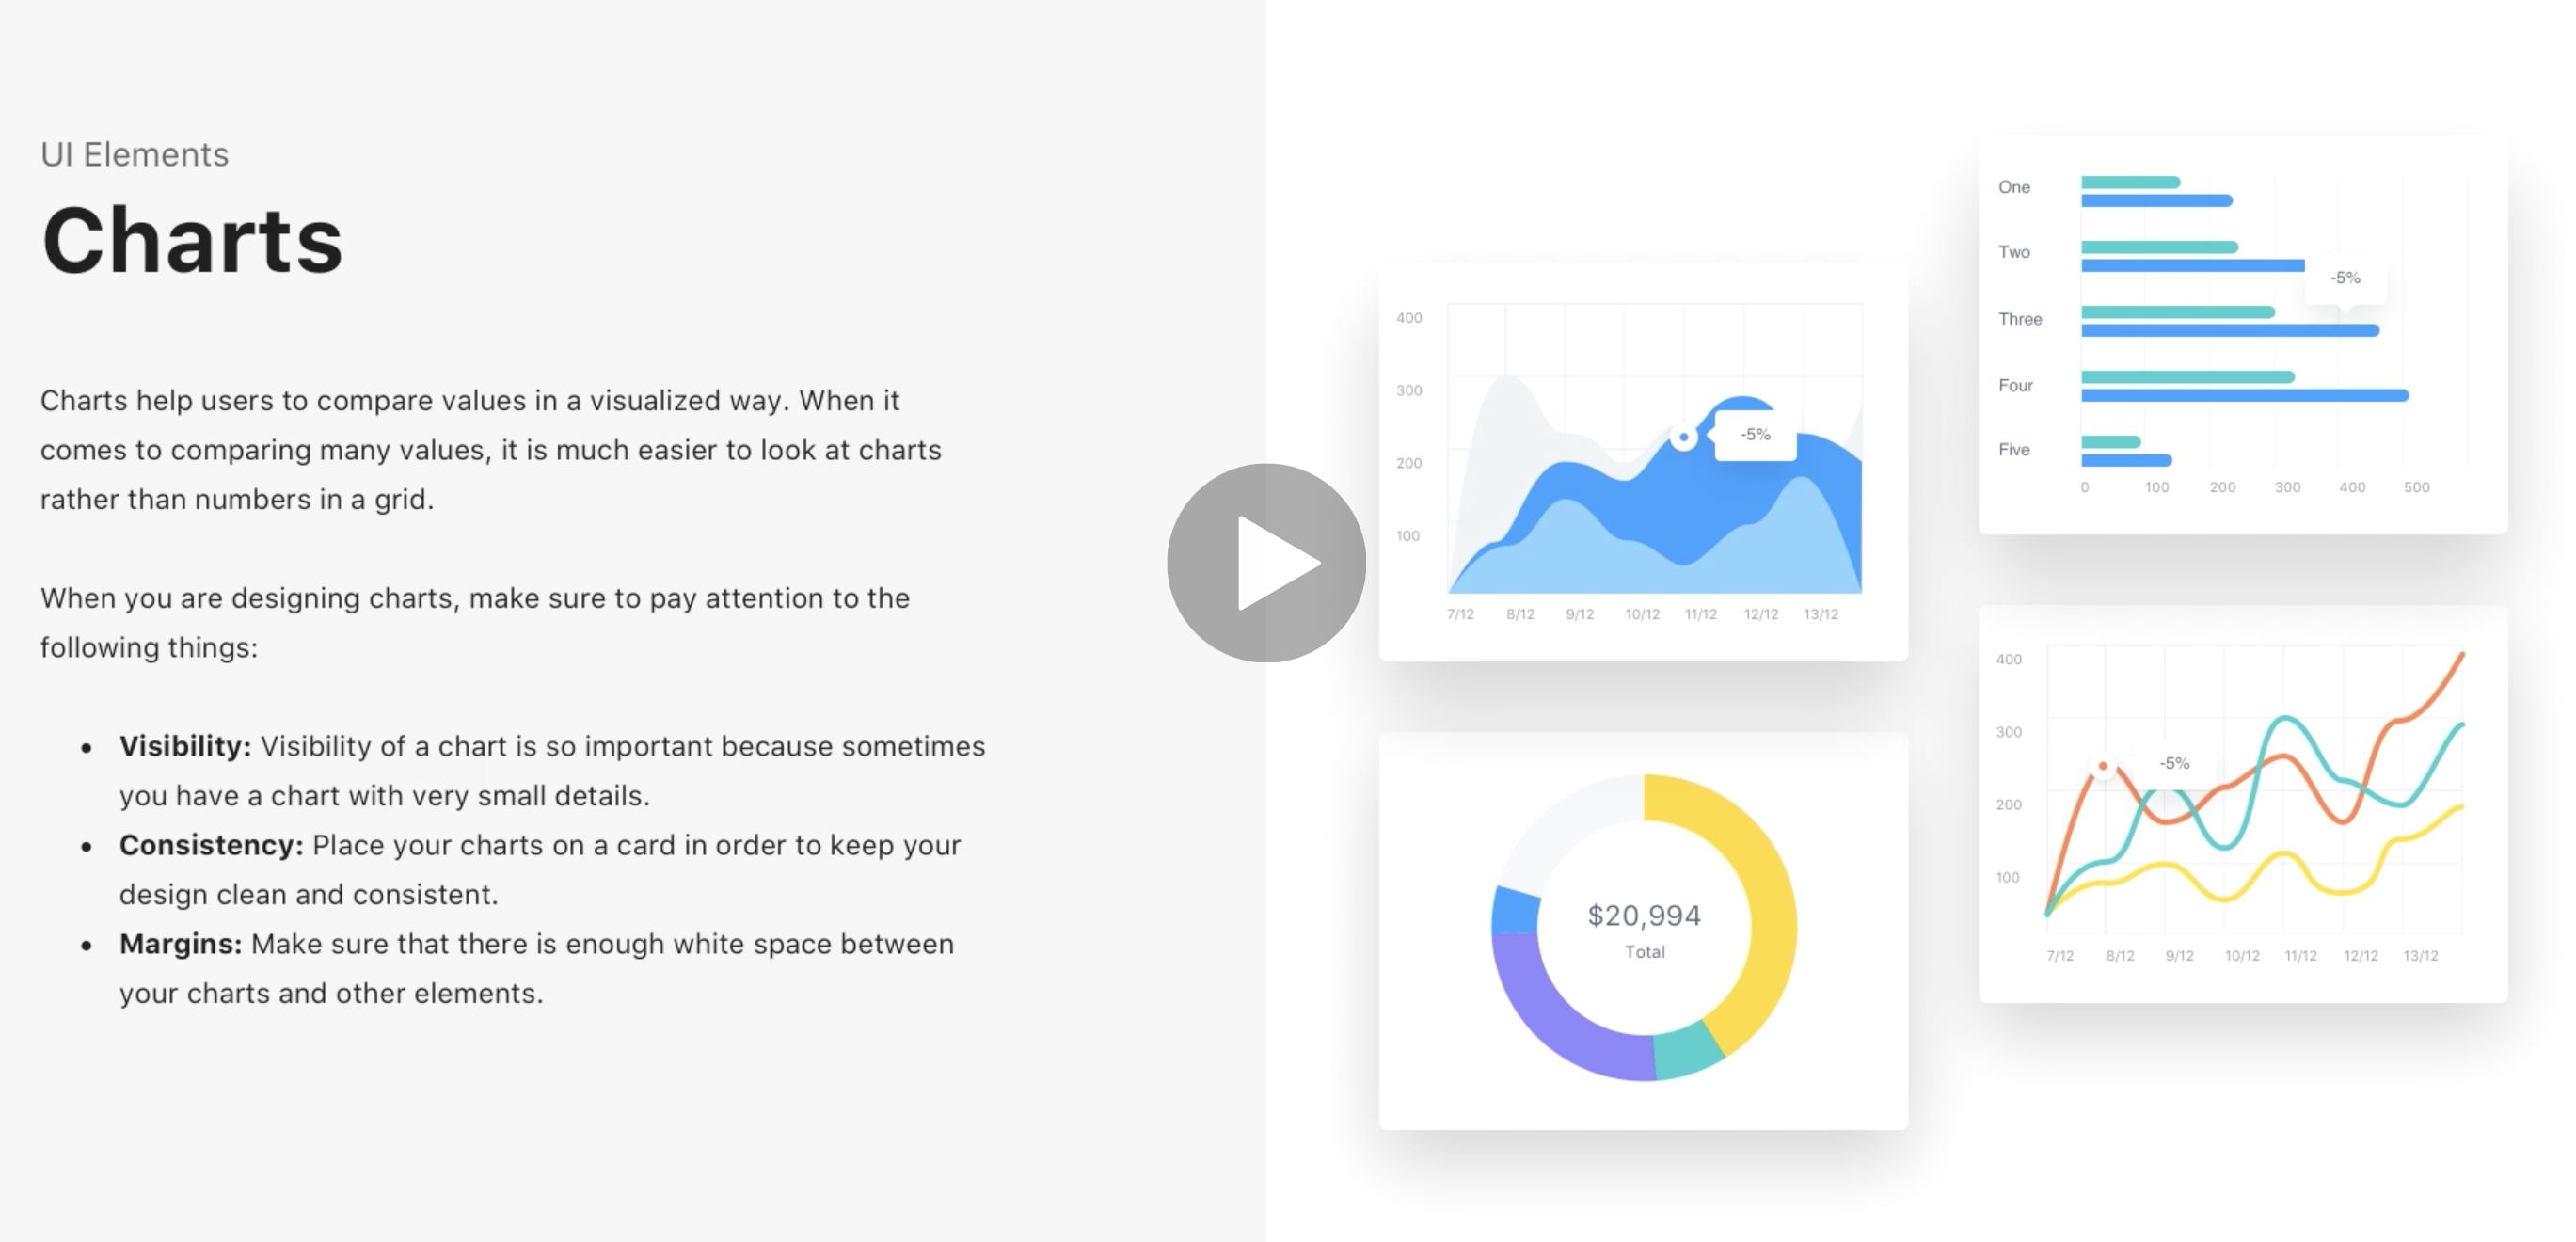 UI Elements
Charts
Charts help users to compare values in a visualized way. When it
comes to comparing many values, it is much easier to look at charts
rather than numbers in a grid.
When you are designing charts, make sure to pay attention to the
following things:
• Visibility: Visibility of a chart is so important because sometimes
you have a chart with very small details.
• Consistency: Place your charts on a card in order to keep your
design clean and consistent.
• Margins: Make sure that there is enough white space between
your charts and other elements.
400
300
200
100
-5%
7/12 8/12 9/12 10/12 11/12 12/12 13/12
$20,994
Total
One
Two
-5%
Three
Four
Five
0 100 200 300 400 500
400
300
-5%
200
100
7/12 8/12 9/12 10/12 11/12 12/12 13/12